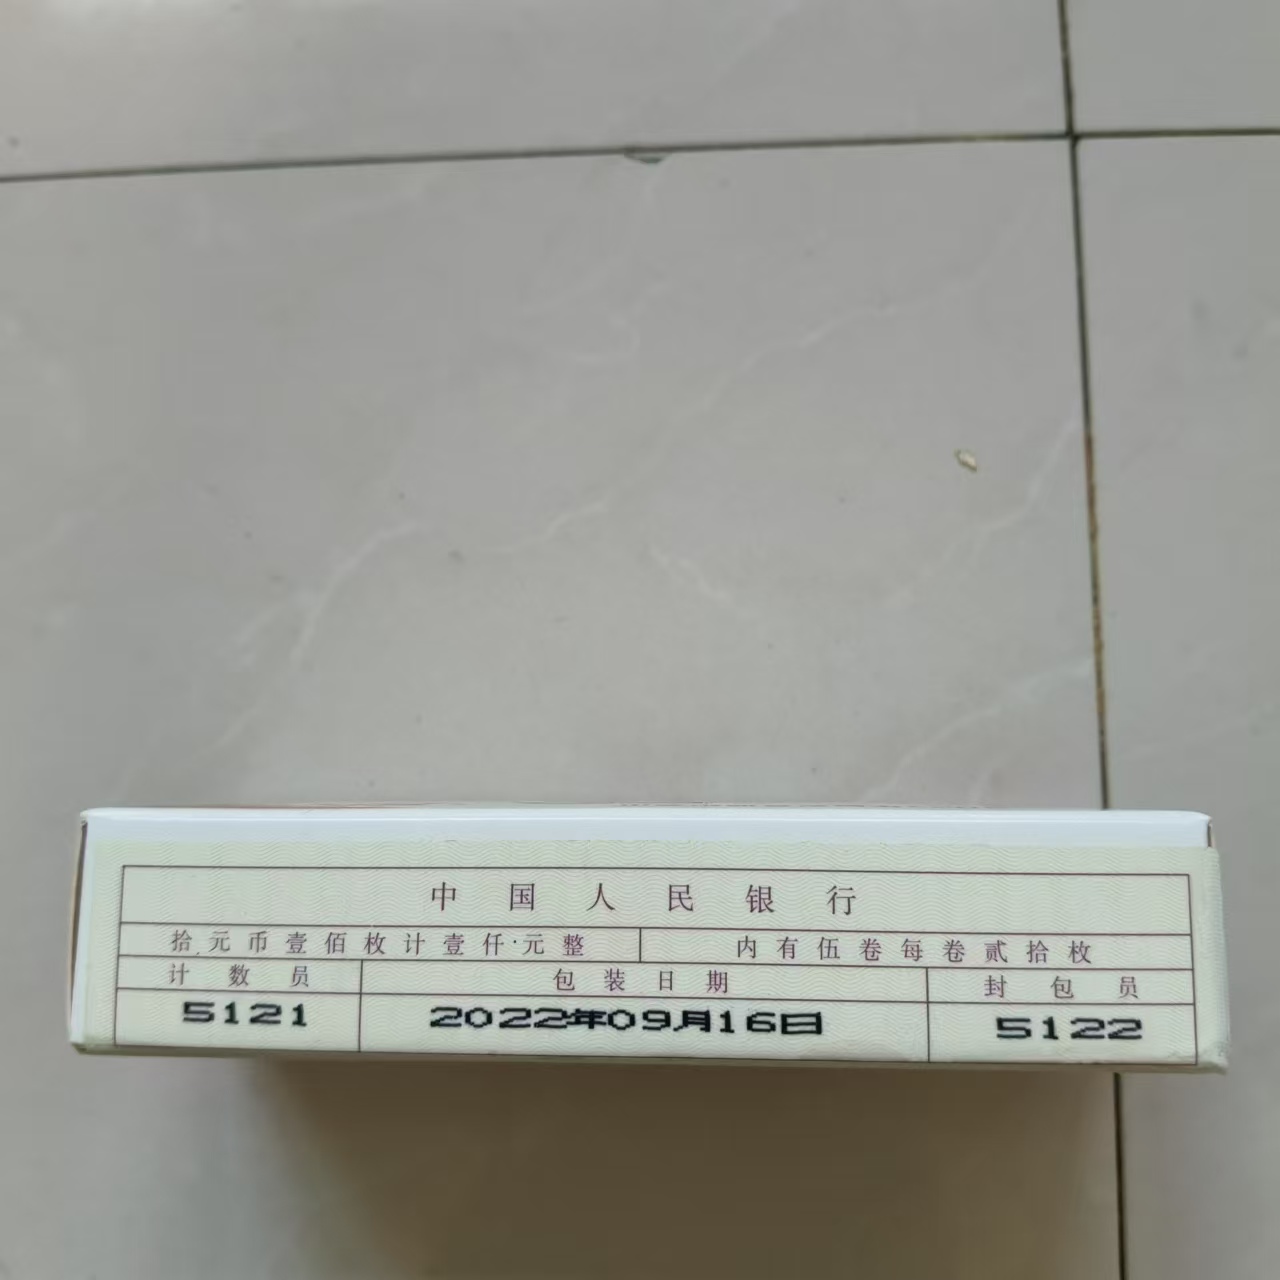 中国人民银行
拾元币壹佰枚计壹仟元整 内有伍卷每卷贰拾枚
计数员 包装日期 封包员
5121 2022年09月16日 5122